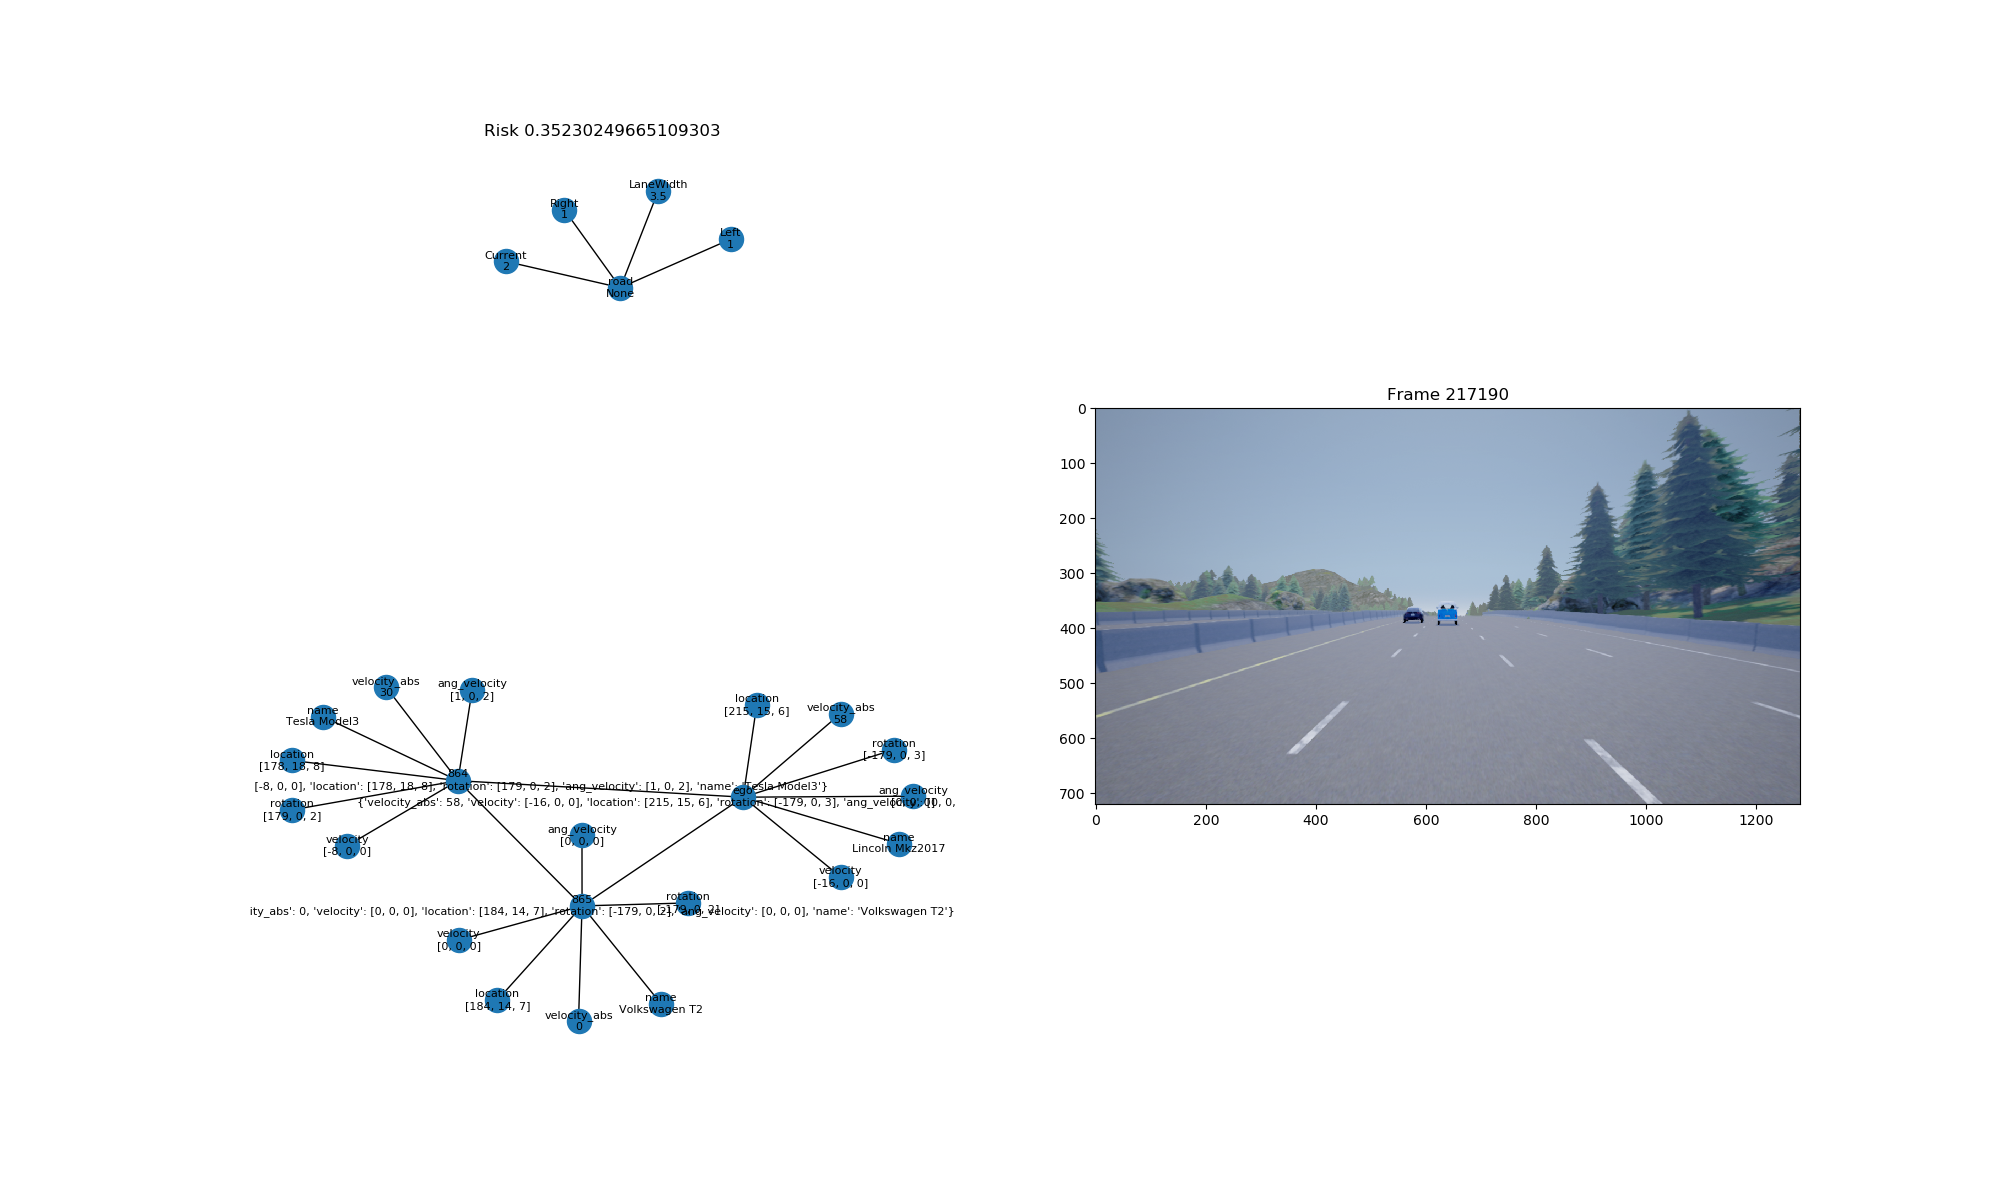 Risk 0.35230249665109303
LaneWidth
3.5
Right
1
Left
1
Current
2
road
None
Frame 217190
0
100
200
300
400
500
600
700
0
200
400
600
800
1000
1200
velocity_abs
30
ang_velocity
[1, 0, 2]
name
Tesla Model3
location
[178, 18, 8]
864
[-8, 0, 0], 'location': [178, 18, 8], 'rotation': [179, 0, 2], 'ang_velocity': [1, 0, 2], 'name': 'Tesla Model3'}
rotation
[179, 0, 2]
velocity
[-8, 0, 0]
location
[215, 15, 6]
velocity_abs
58
rotation
[-179, 0, 3]
ego
{'velocity_abs': 58, 'velocity': [-16, 0, 0], 'location': [215, 15, 6], 'rotation': [-179, 0, 3], 'ang_velocity': [0, 0,
ang_velocity
name
Lincoln Mkz2017
velocity
[-16, 0, 0]
ang_velocity
[0, 0, 0]
865
ity_abs': 0, 'velocity': [0, 0, 0], 'location': [184, 14, 7], 'rotation': [-179, 0, 2], 'ang_velocity': [0, 0, 0], 'name': 'Volkswagen T2'}
rotation
[-179, 0, 2]
velocity
[0, 0, 0]
location
[184, 14, 7]
velocity_abs
0
name
Volkswagen T2